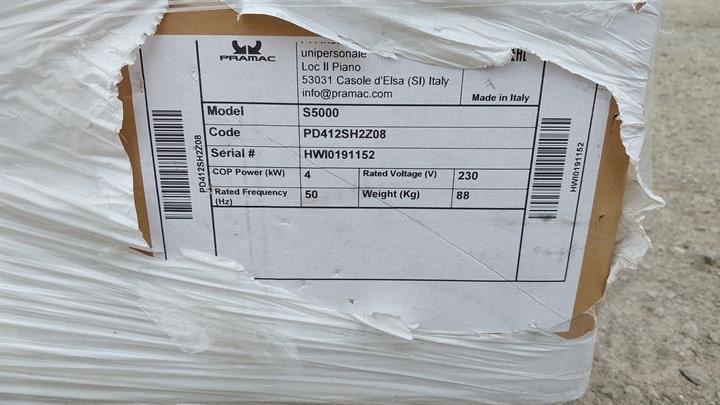 PRAMAC
unipersonale
Loc Il Piano
53031 Casole d'Elsa (SI) Italy
info@pramac.com
EAC
Made in Italy
Model S5000
Code PD412SH2Z08
Serial # HWI0191152
COP Power (kW) 4 Rated Voltage (V) 230
Rated Frequency (Hz) 50 Weight (Kg) 88
PD412SH2Z08
HWI0191152